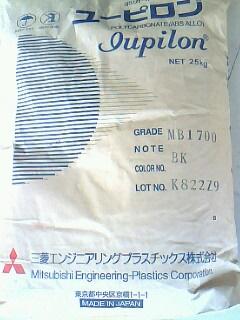 ユーピロン
POLYCARBONATE/ABS ALLOY
Iupilon®
NET 25kg
GRADE MB1700
NOTE
BK
COLOR NO.
LOT NO. K82229
三菱エンジニアリングプラスチックス株式会社
Mitsubishi Engineering-Plastics Corporation
東京都中央区京橋1-1-1
MADE IN JAPAN